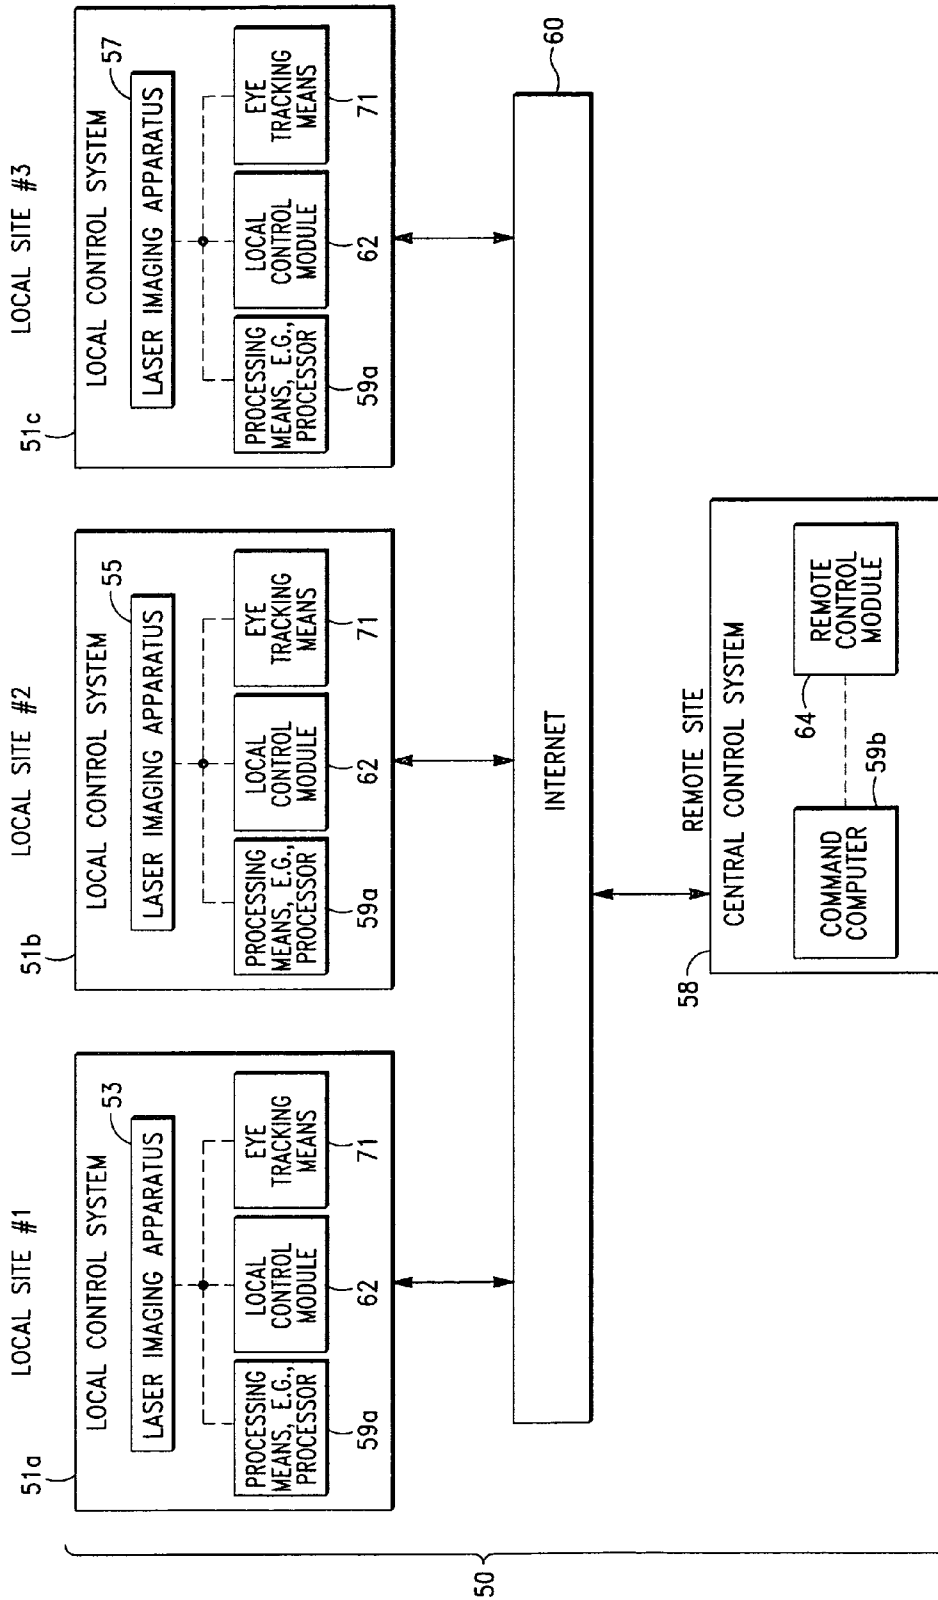 LOCAL SITE #1
51a
LOCAL CONTROL SYSTEM
53
LASER IMAGING APPARATUS
PROCESSING
MEANS, E.G.,
PROCESSOR
59a
LOCAL
CONTROL
MODULE
62
EYE
TRACKING
MEANS
71
LOCAL SITE #2
51b
LOCAL CONTROL SYSTEM
55
LASER IMAGING APPARATUS
PROCESSING
MEANS, E.G.,
PROCESSOR
59a
LOCAL
CONTROL
MODULE
62
EYE
TRACKING
MEANS
71
LOCAL SITE #3
51c
LOCAL CONTROL SYSTEM
57
LASER IMAGING APPARATUS
PROCESSING
MEANS, E.G.,
PROCESSOR
59a
LOCAL
CONTROL
MODULE
62
EYE
TRACKING
MEANS
71
50
INTERNET
60
REMOTE SITE
58
CENTRAL CONTROL SYSTEM
COMMAND
COMPUTER
59b
64
REMOTE
CONTROL
MODULE